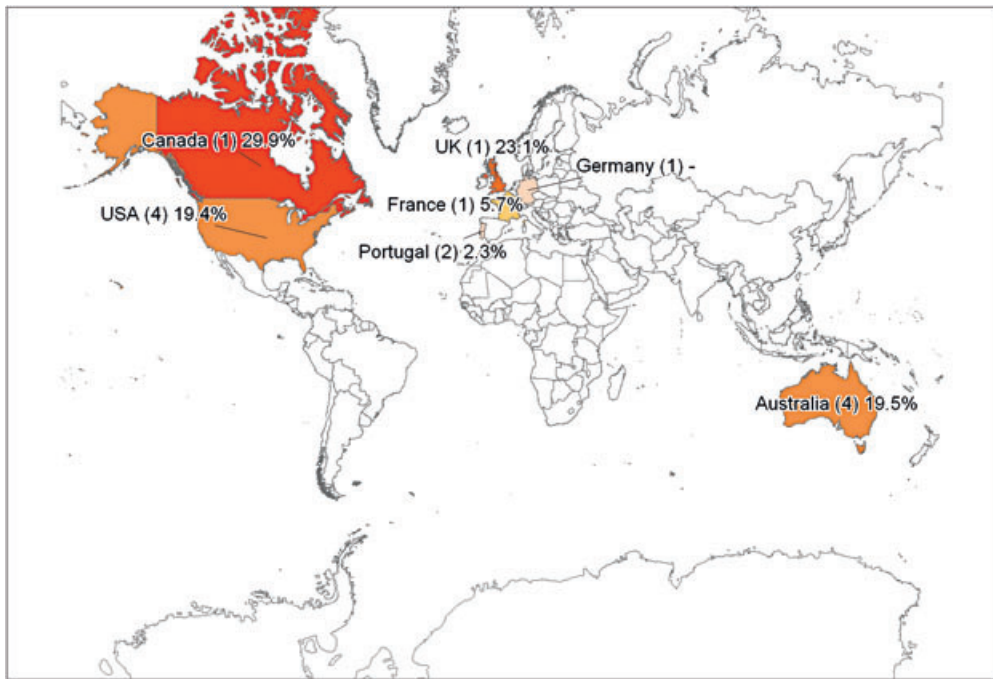 Canada (1) 29.9%
UK (1) 23.1%
Germany (1) -
France (1) 5.7%
USA (4) 19.4%
Portugal (2) 2.3%
Australia (4) 19.5%